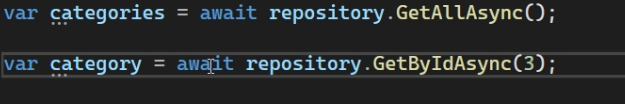 var categories = await repository.GetAllAsync();
var category = await repository.GetByIdAsync(3);